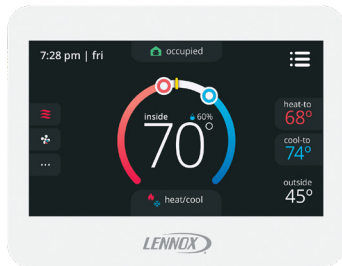 7:28 pm | fri
occupied
inside
60%
70°
heat-to
68°
cool-to
74°
outside
45°
heat/cool
LENNOX